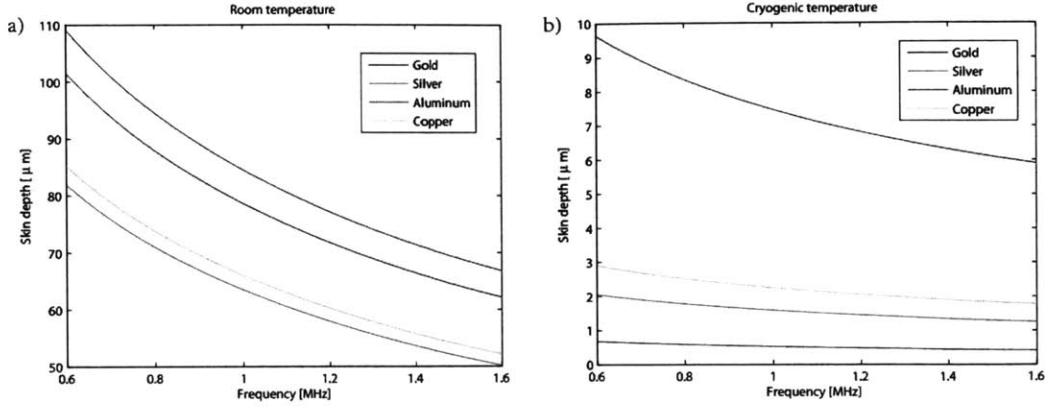 a)
Room temperature
110
100
90
80
70
60
50
0.6
0.8
1
1.2
1.4
1.6
Skin depth [ μ m]
Frequency [MHz]
Gold
Silver
Aluminum
Copper
b)
Cryogenic temperature
10
9
8
7
6
5
4
3
2
1
0
0.6
0.8
1
1.2
1.4
1.6
Skin depth [ μ m]
Frequency [MHz]
Gold
Silver
Aluminum
Copper